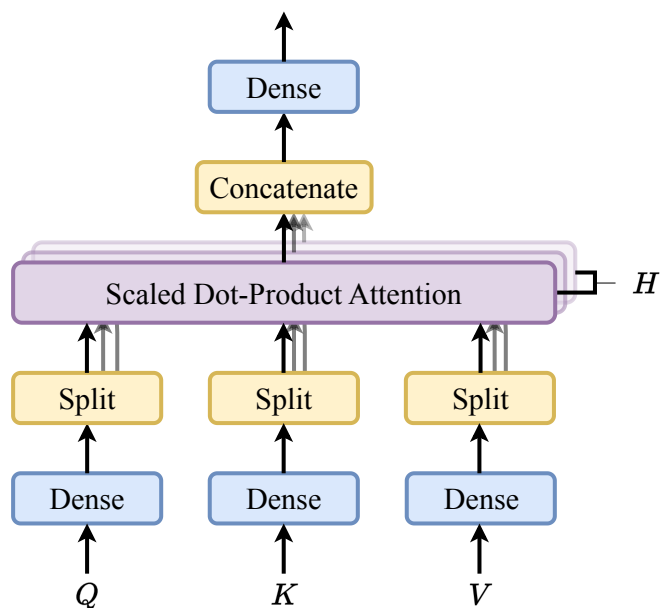 Dense
Concatenate
Scaled Dot-Product Attention
H
Split Split Split
Dense Dense Dense
Q K V